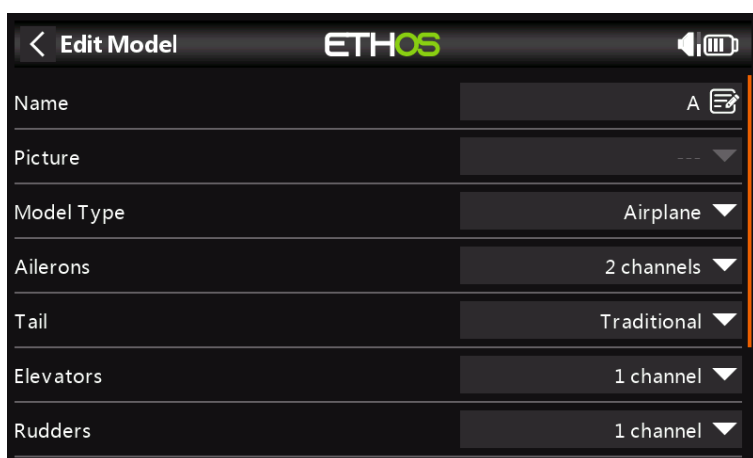 Edit Model ETHOS
Name A
Picture ---
Model Type Airplane
Ailerons 2 channels
Tail Traditional
Elevators 1 channel
Rudders 1 channel